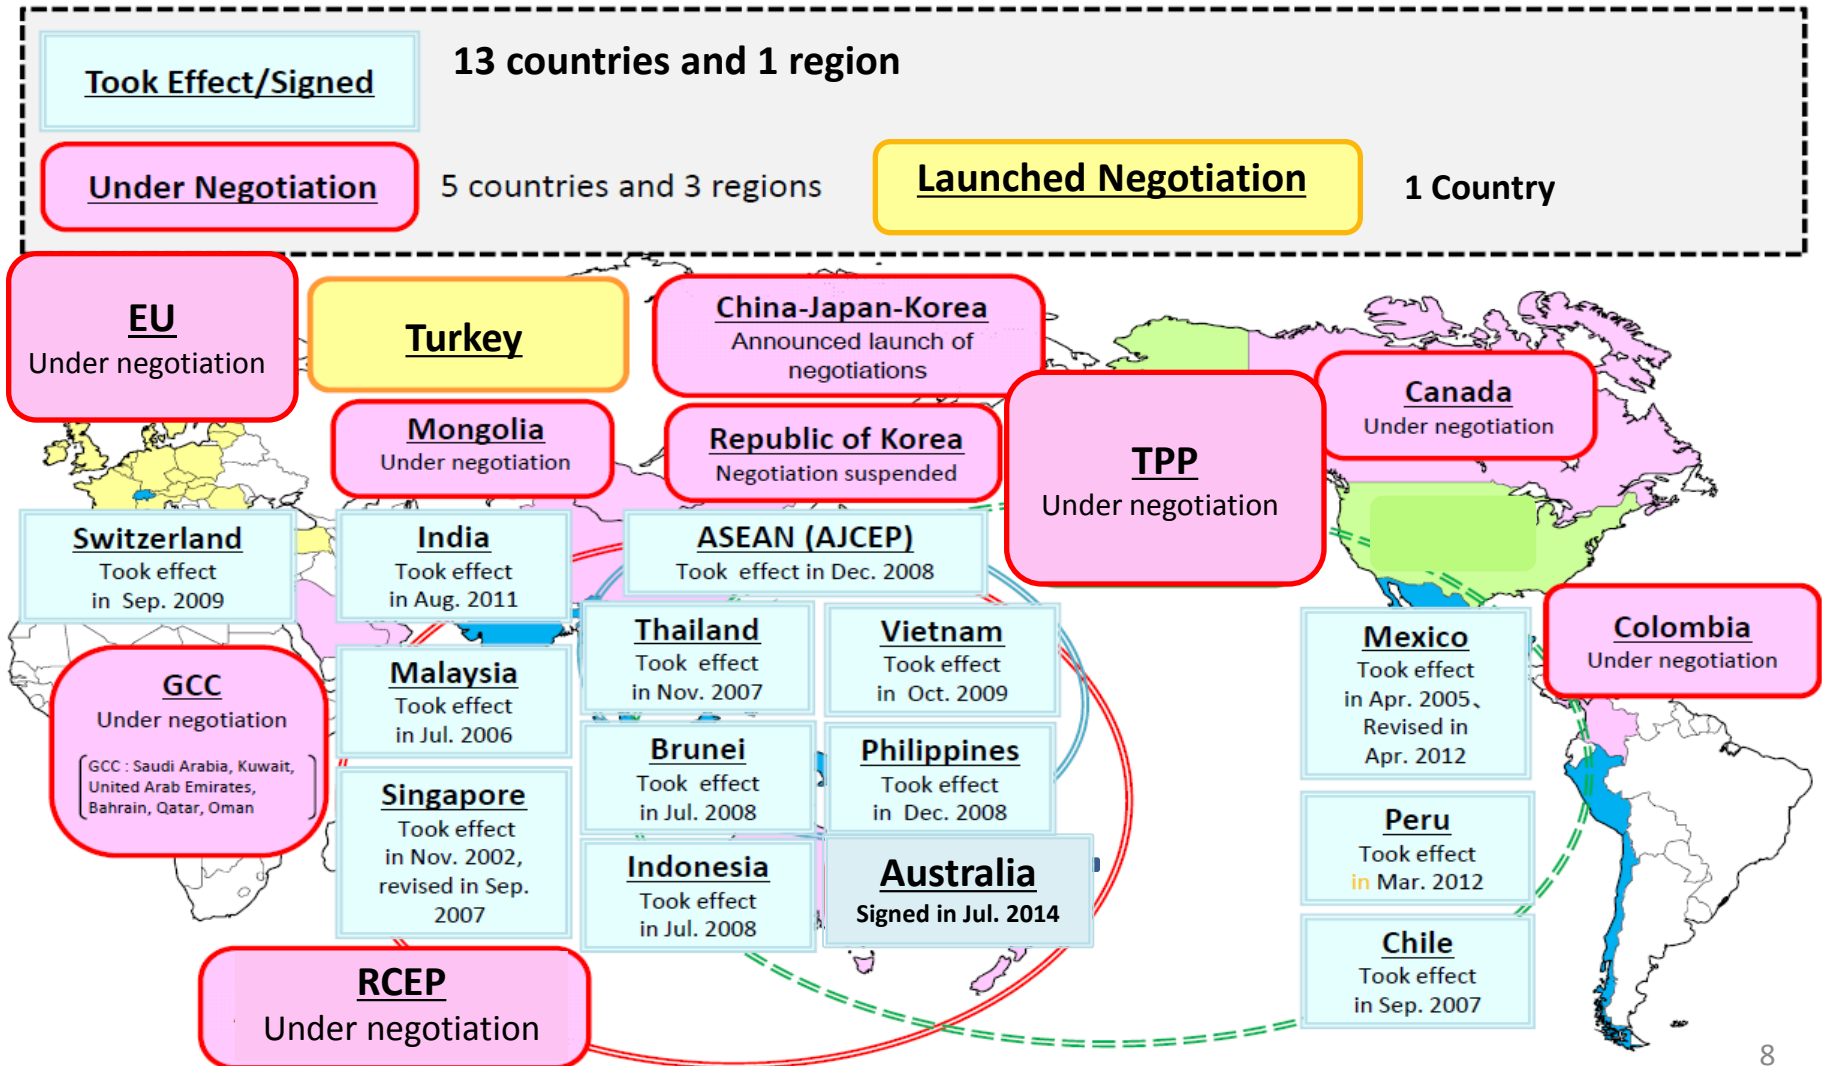 Took Effect/Signed
13 countries and 1 region
Under Negotiation
5 countries and 3 regions
Launched Negotiation
1 Country
EU
Under negotiation
Turkey
China-Japan-Korea
Announced launch of
negotiations
Mongolia
Under negotiation
Republic of Korea
Negotiation suspended
TPP
Under negotiation
Canada
Under negotiation
Switzerland
Took effect
in Sep. 2009
India
Took effect
in Aug. 2011
ASEAN (AJCEP)
Took effect in Dec. 2008
Thailand
Took effect
in Nov. 2007
Vietnam
Took effect
in Oct. 2009
Mexico
Took effect
in Apr. 2005、
Revised in
Apr. 2012
Colombia
Under negotiation
GCC
Under negotiation
GCC : Saudi Arabia, Kuwait,
United Arab Emirates,
Bahrain, Qatar, Oman
Malaysia
Took effect
in Jul. 2006
Brunei
Took effect
in Jul. 2008
Philippines
Took effect
in Dec. 2008
Singapore
Took effect
in Nov. 2002,
revised in Sep.
2007
Peru
Took effect
in Mar. 2012
Indonesia
Took effect
in Jul. 2008
Australia
Signed in Jul. 2014
Chile
Took effect
in Sep. 2007
RCEP
Under negotiation
8